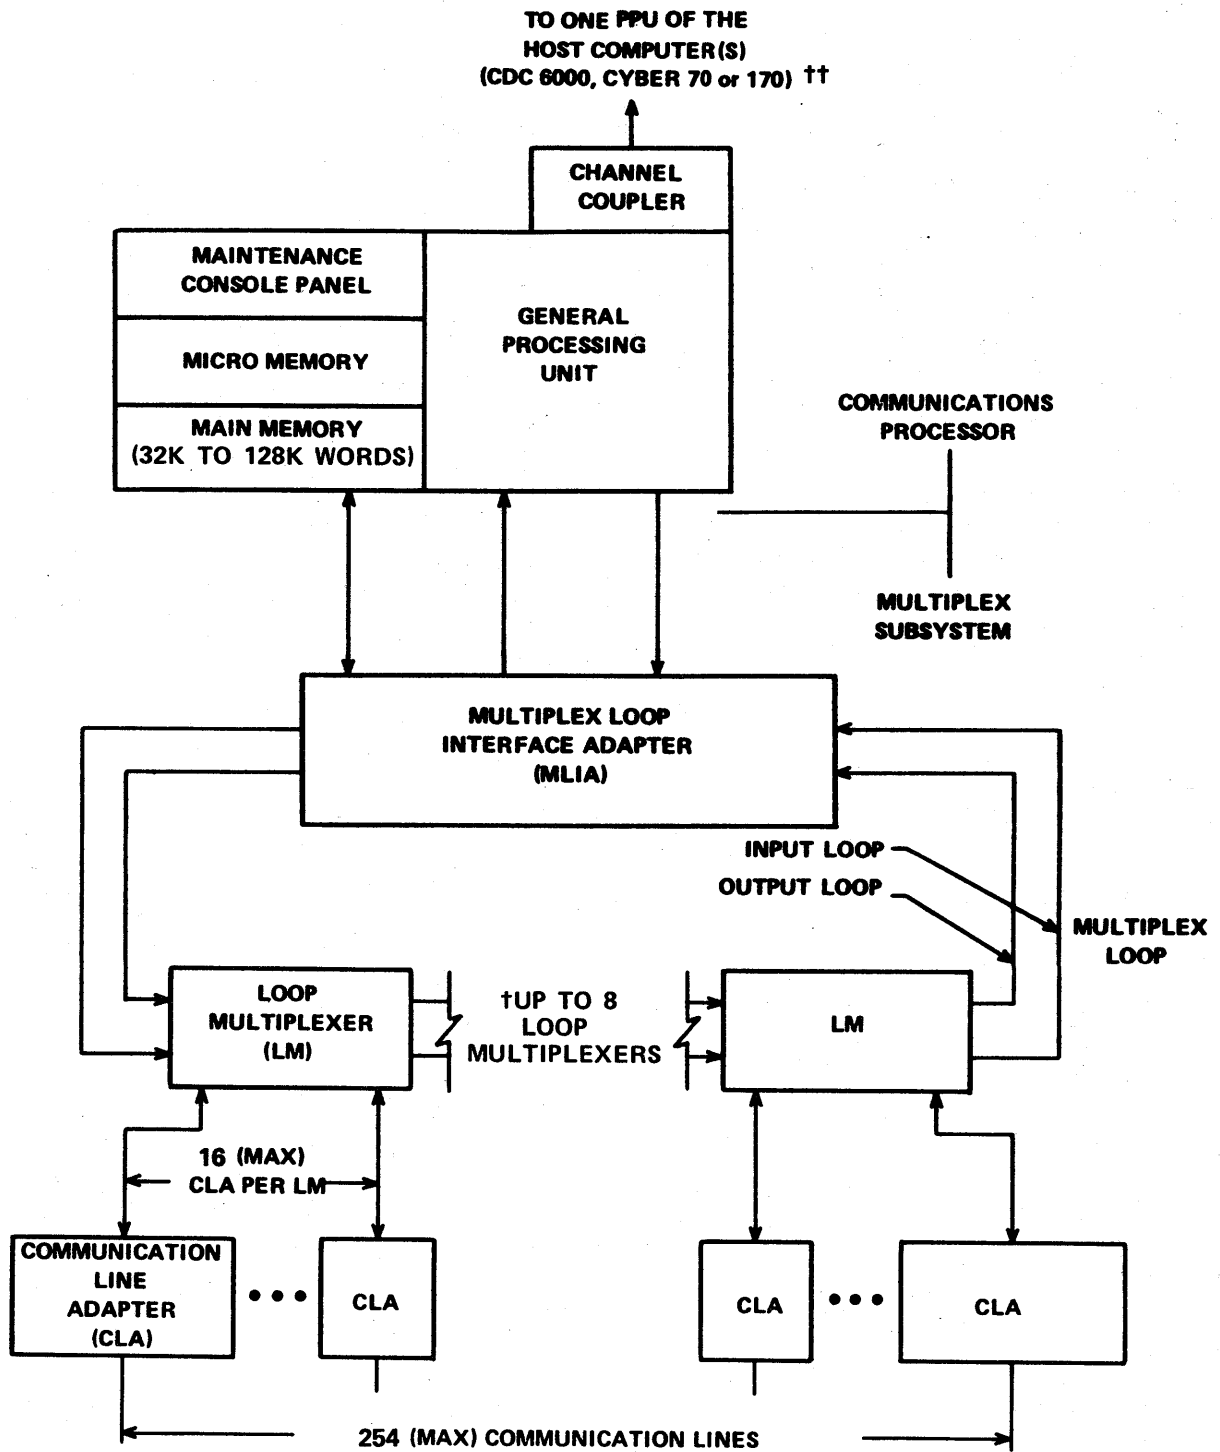 TO ONE PPU OF THE
HOST COMPUTER(S)
(CDC 6000, CYBER 70 or 170) ††
CHANNEL
COUPLER
MAINTENANCE
CONSOLE PANEL
GENERAL
PROCESSING
UNIT
MICRO MEMORY
MAIN MEMORY
(32K TO 128K WORDS)
COMMUNICATIONS
PROCESSOR
MULTIPLEX
SUBSYSTEM
MULTIPLEX LOOP
INTERFACE ADAPTER
(MLIA)
INPUT LOOP
OUTPUT LOOP
MULTIPLEX
LOOP
LOOP
MULTIPLEXER
(LM)
†UP TO 8
LOOP
MULTIPLEXERS
LM
16 (MAX)
CLA PER LM
COMMUNICATION
LINE
ADAPTER
(CLA)
CLA
CLA
CLA
254 (MAX) COMMUNICATION LINES